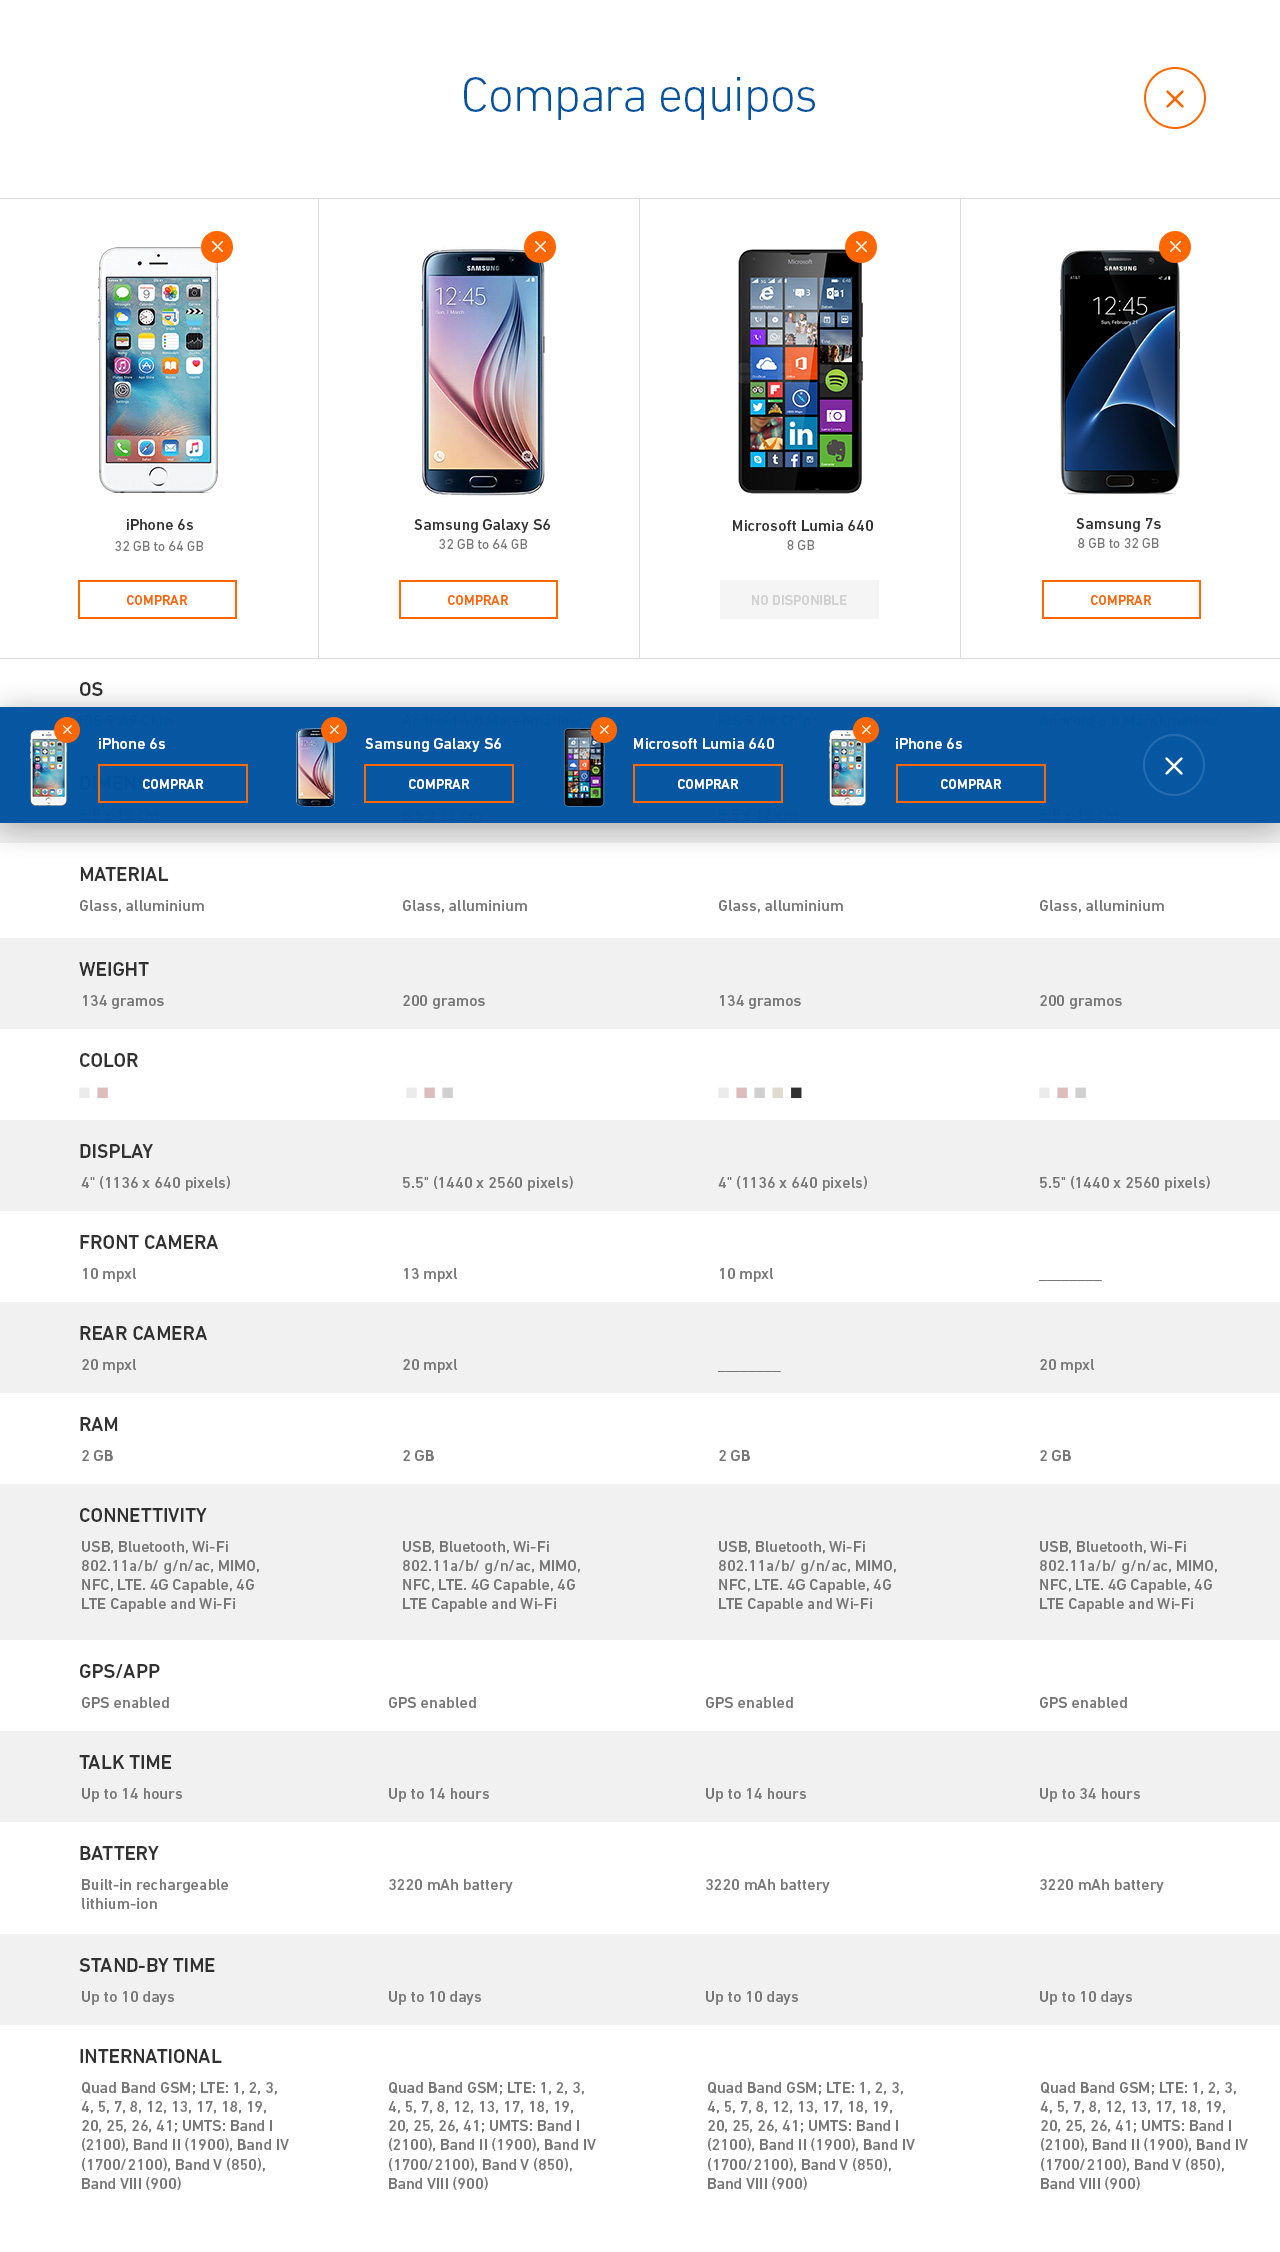 Compara equipos
SAMSUNG
12:45
Sun, 1 March
Microsoft
SAMSUNG
12:45
Sun, February 21
iPhone 6s
Samsung Galaxy S6
Microsoft Lumia 640
Samsung 7s
32 GB to 64 GB
32 GB to 64 GB
8 GB
8 GB to 32 GB
COMPRAR
COMPRAR
NO DISPONIBLE
COMPRAR
OS
iPhone 6s
Samsung Galaxy S6
Microsoft Lumia 640
iPhone 6s
COMPRAR
COMPRAR
COMPRAR
COMPRAR
MATERIAL
Glass, alluminium
Glass, alluminium
Glass, alluminium
Glass, alluminium
WEIGHT
134 gramos
200 gramos
134 gramos
200 gramos
COLOR
DISPLAY
4" (1136 x 640 pixels)
5.5" (1440 x 2560 pixels)
4" (1136 x 640 pixels)
5.5" (1440 x 2560 pixels)
FRONT CAMERA
10 mpxl
13 mpxl
10 mpxl
________
REAR CAMERA
20 mpxl
20 mpxl
________
20 mpxl
RAM
2 GB
2 GB
2 GB
2 GB
CONNETTIVITY
USB, Bluetooth, Wi-Fi
802.11a/b/ g/n/ac, MIMO,
NFC, LTE. 4G Capable, 4G
LTE Capable and Wi-Fi
USB, Bluetooth, Wi-Fi
802.11a/b/ g/n/ac, MIMO,
NFC, LTE. 4G Capable, 4G
LTE Capable and Wi-Fi
USB, Bluetooth, Wi-Fi
802.11a/b/ g/n/ac, MIMO,
NFC, LTE. 4G Capable, 4G
LTE Capable and Wi-Fi
USB, Bluetooth, Wi-Fi
802.11a/b/ g/n/ac, MIMO,
NFC, LTE. 4G Capable, 4G
LTE Capable and Wi-Fi
GPS/APP
GPS enabled
GPS enabled
GPS enabled
GPS enabled
TALK TIME
Up to 14 hours
Up to 14 hours
Up to 14 hours
Up to 34 hours
BATTERY
Built-in rechargeable
lithium-ion
3220 mAh battery
3220 mAh battery
3220 mAh battery
STAND-BY TIME
Up to 10 days
Up to 10 days
Up to 10 days
Up to 10 days
INTERNATIONAL
Quad Band GSM; LTE: 1, 2, 3,
4, 5, 7, 8, 12, 13, 17, 18, 19,
20, 25, 26, 41; UMTS: Band I
(2100), Band II (1900), Band IV
(1700/2100), Band V (850),
Band VIII (900)
Quad Band GSM; LTE: 1, 2, 3,
4, 5, 7, 8, 12, 13, 17, 18, 19,
20, 25, 26, 41; UMTS: Band I
(2100), Band II (1900), Band IV
(1700/2100), Band V (850),
Band VIII (900)
Quad Band GSM; LTE: 1, 2, 3,
4, 5, 7, 8, 12, 13, 17, 18, 19,
20, 25, 26, 41; UMTS: Band I
(2100), Band II (1900), Band IV
(1700/2100), Band V (850),
Band VIII (900)
Quad Band GSM; LTE: 1, 2, 3,
4, 5, 7, 8, 12, 13, 17, 18, 19,
20, 25, 26, 41; UMTS: Band I
(2100), Band II (1900), Band IV
(1700/2100), Band V (850),
Band VIII (900)